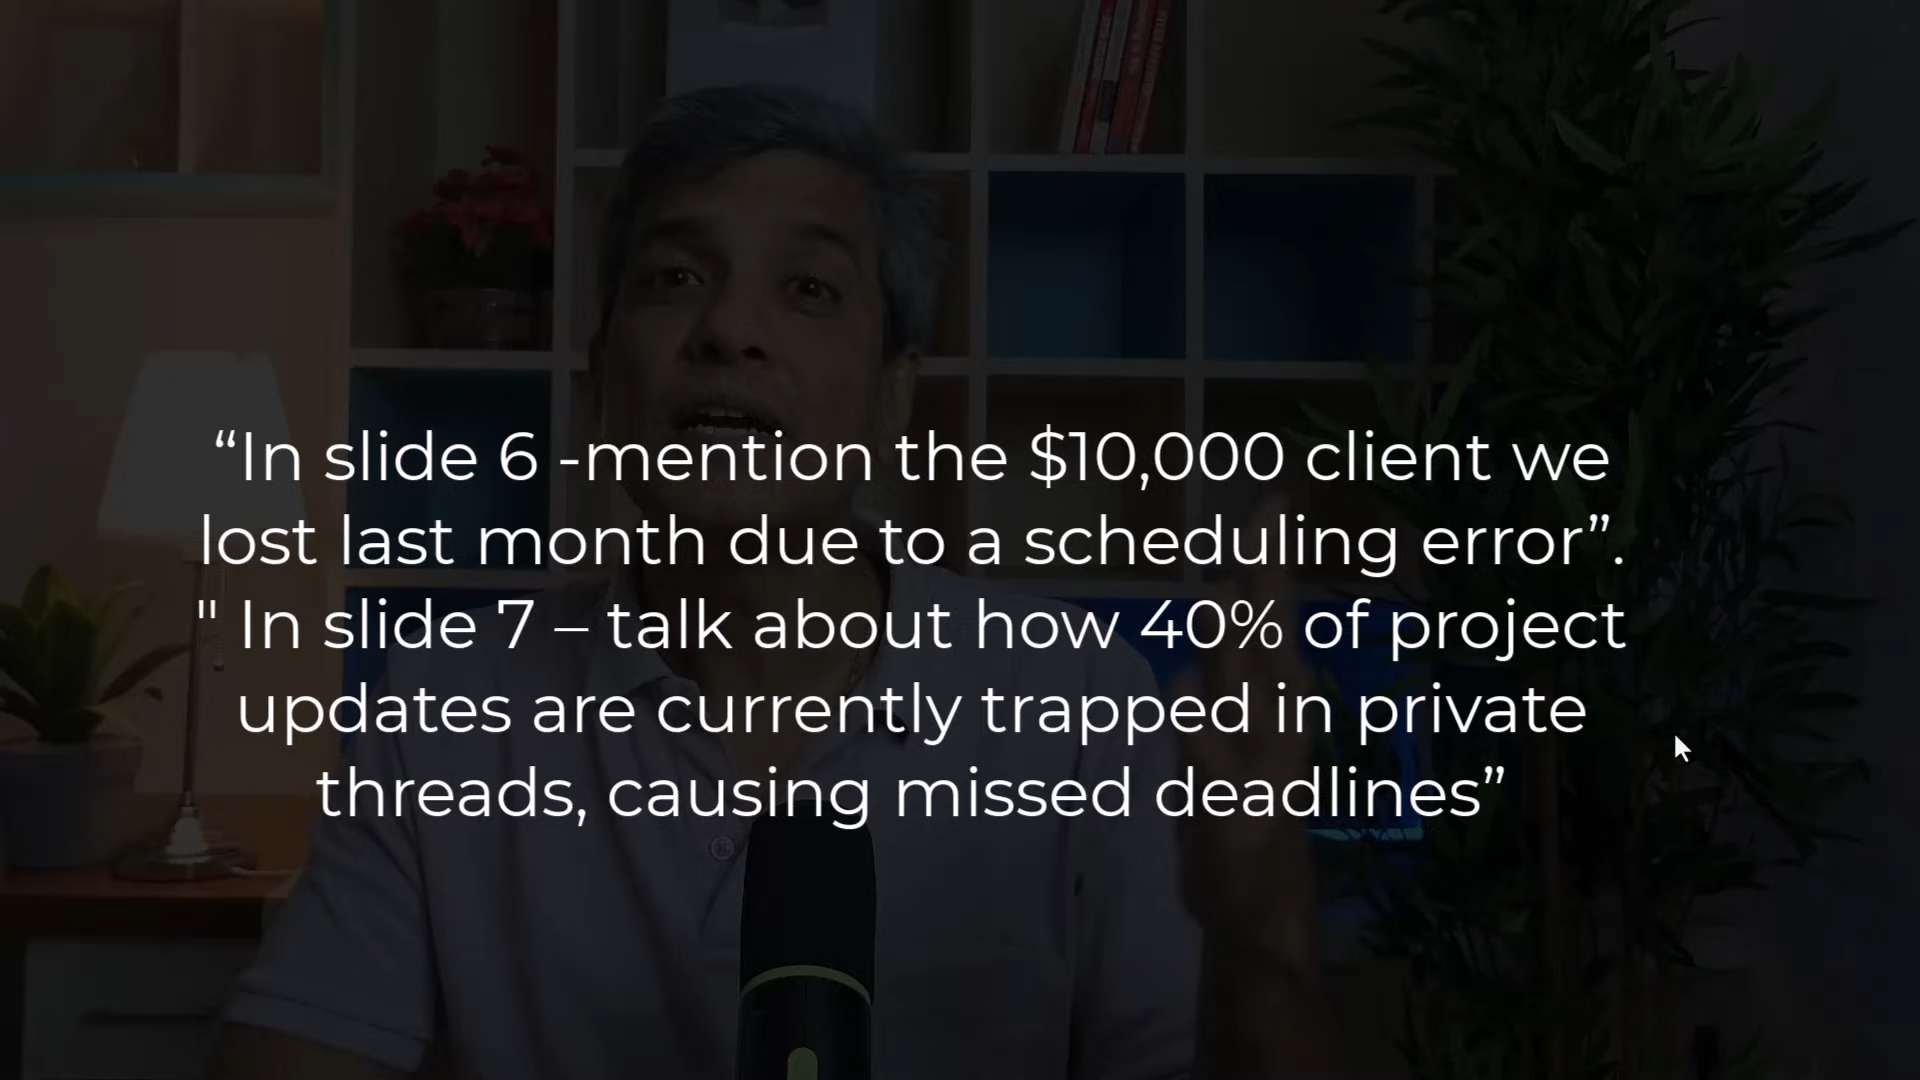 “In slide 6 -mention the $10,000 client we
lost last month due to a scheduling error”.
" In slide 7 – talk about how 40% of project
updates are currently trapped in private
threads, causing missed deadlines”